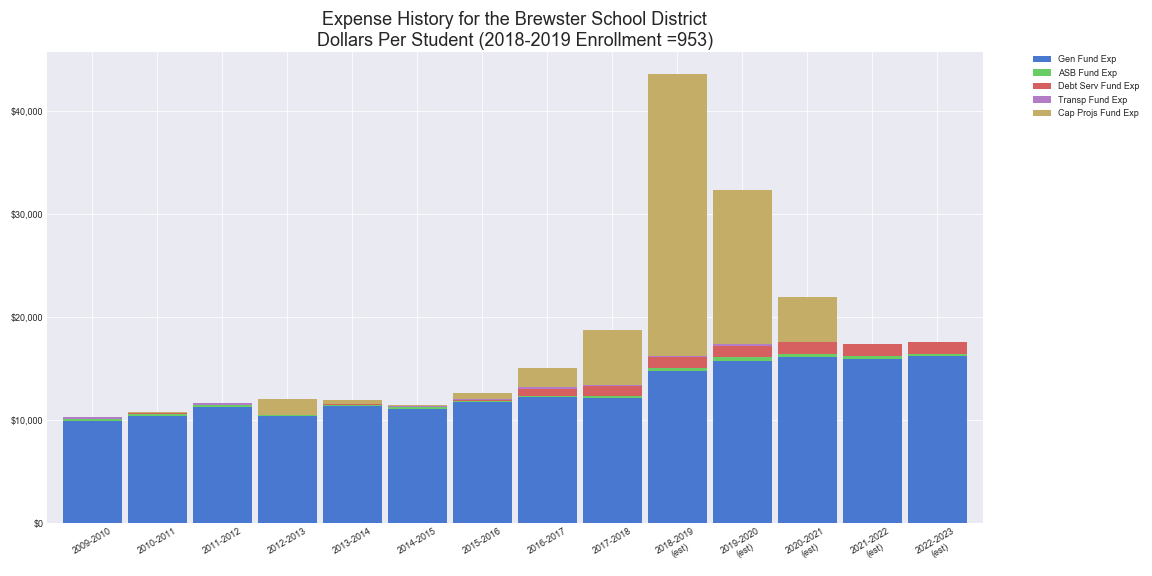 Expense History for the Brewster School District
Dollars Per Student (2018-2019 Enrollment =953)
Gen Fund Exp
ASB Fund Exp
Debt Serv Fund Exp
Transp Fund Exp
Cap Projs Fund Exp
$40,000
$30,000
$20,000
$10,000
$0
2009-2010
2010-2011
2011-2012
2012-2013
2013-2014
2014-2015
2015-2016
2016-2017
2017-2018
2018-2019
(est)
2019-2020
(est)
2020-2021
(est)
2021-2022
(est)
2022-2023
(est)